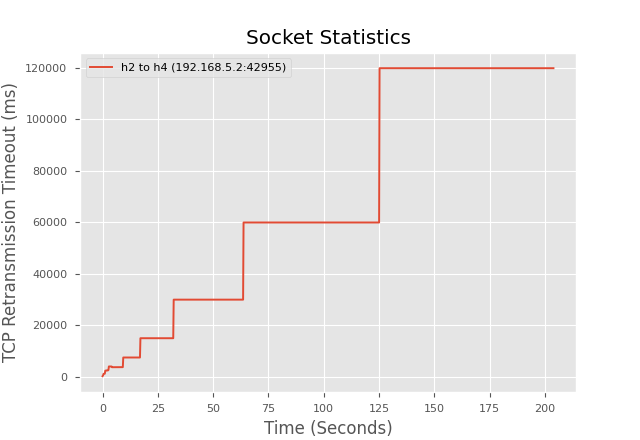 Socket Statistics
h2 to h4 (192.168.5.2:42955)
TCP Retransmission Timeout (ms)
120000
100000
80000
60000
40000
20000
0
0 25 50 75 100 125 150 175 200
Time (Seconds)